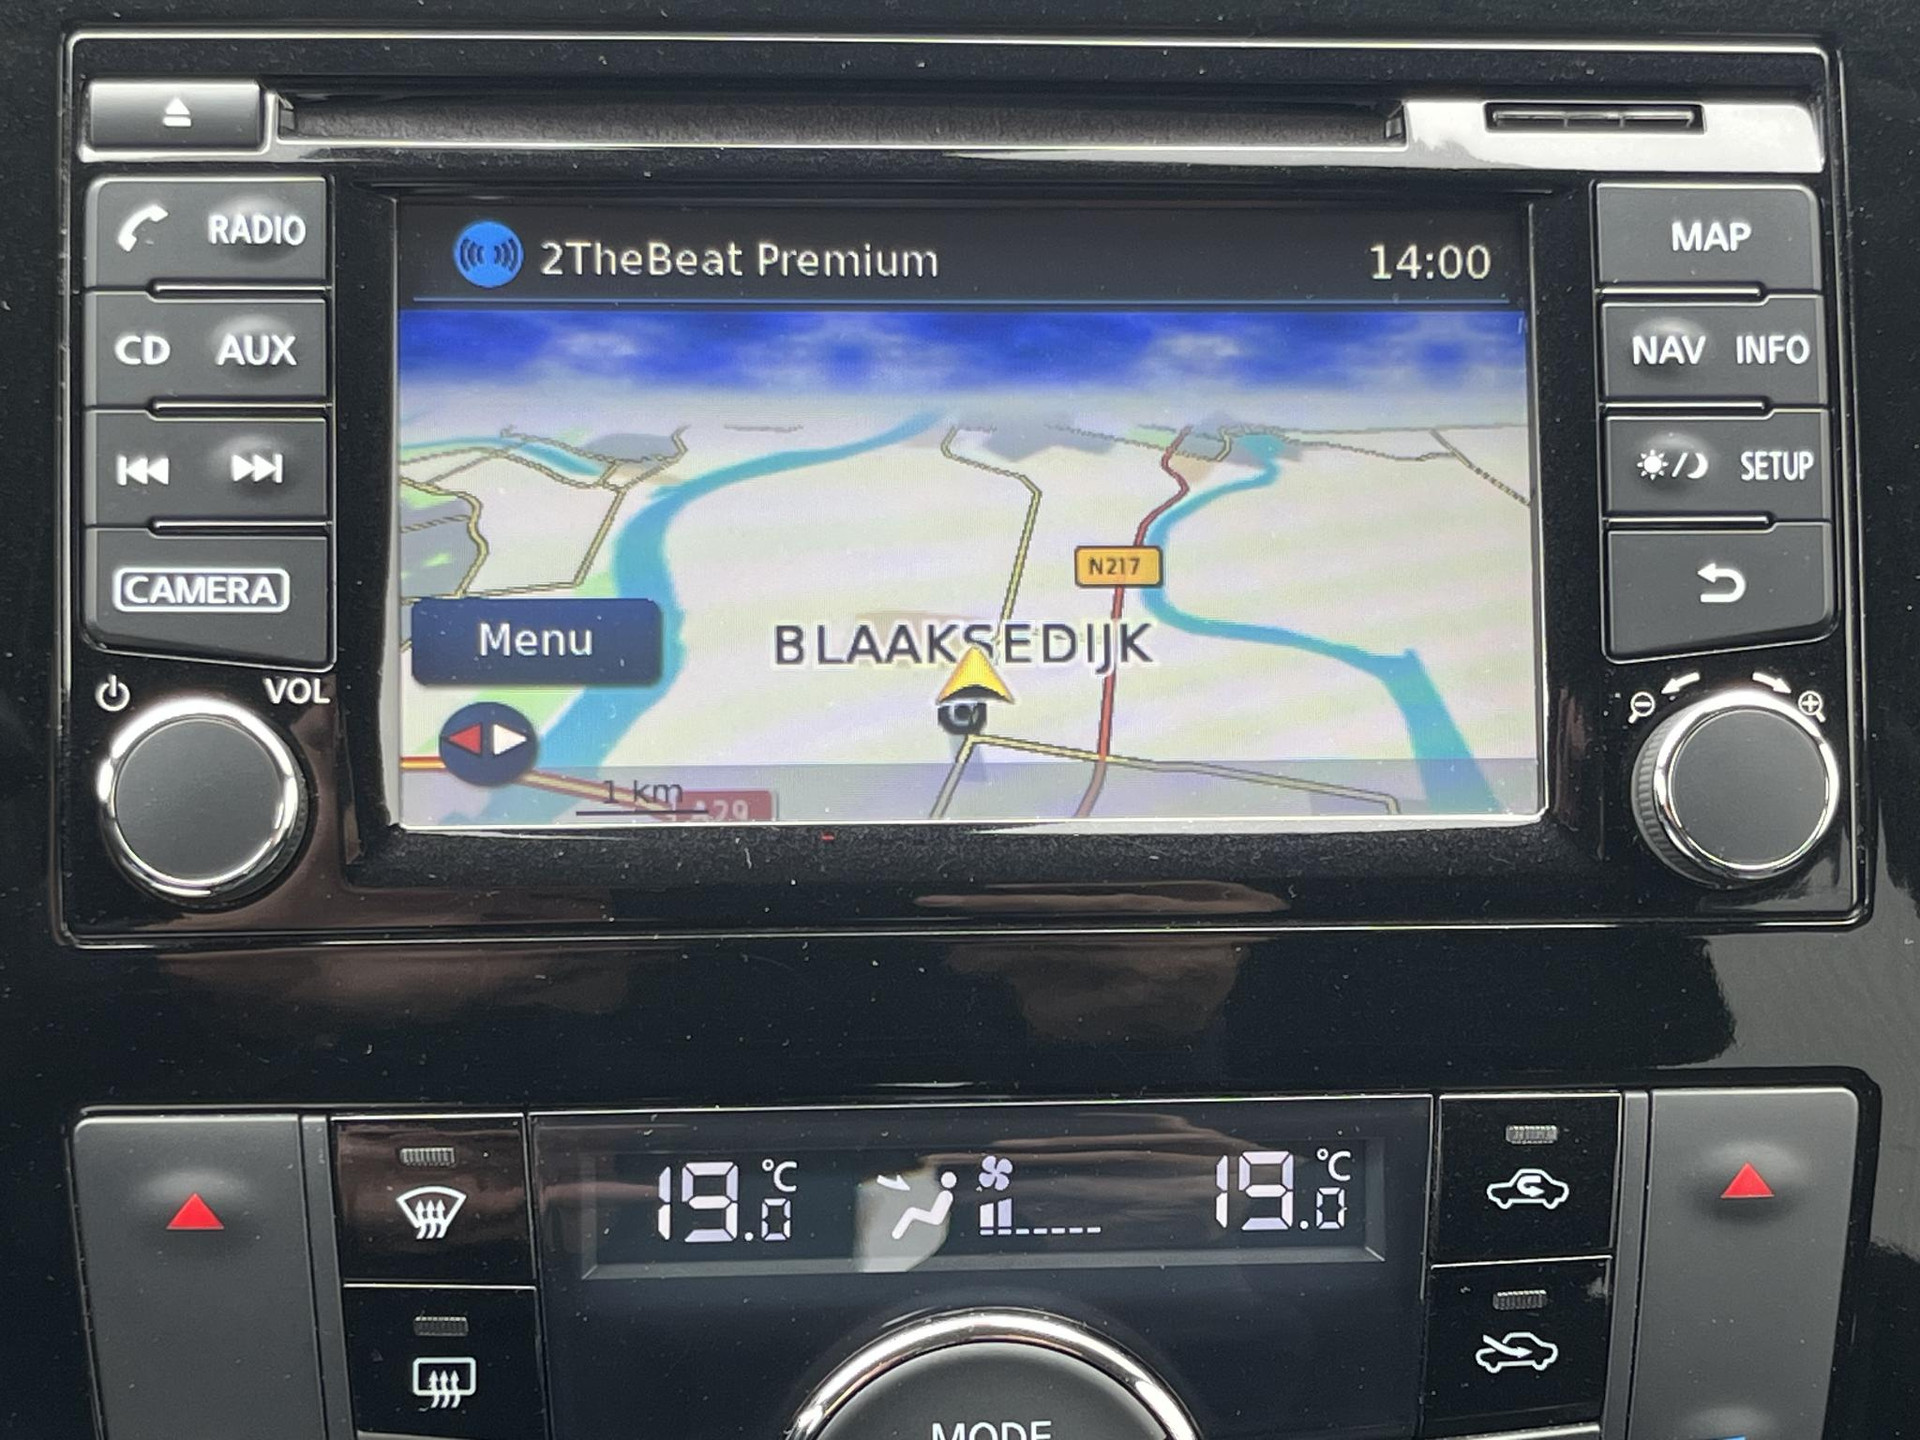 RADIO
CD AUX
CAMERA
VOL
2TheBeat Premium 14:00
N217
BLAAKSEDIJK
Menu
1 km
A29
MAP
NAV INFO
SETUP
19.0 °C
19.0 °C
MODE